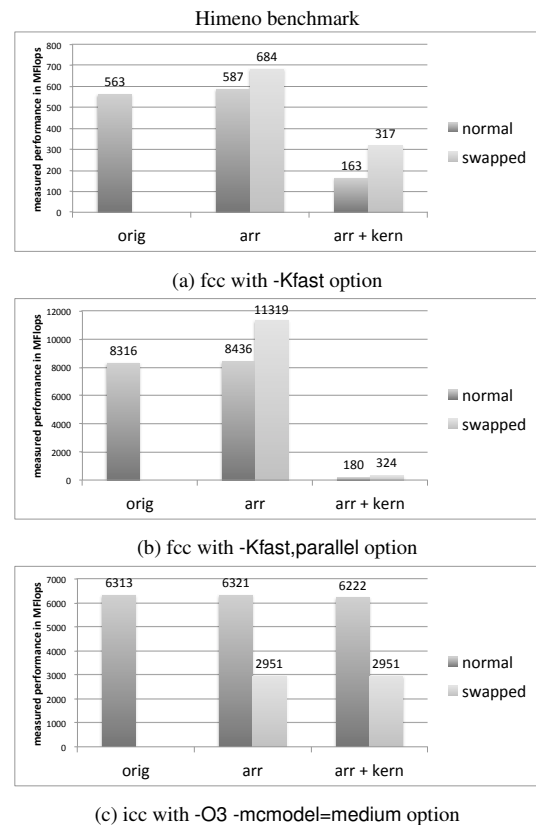 Himeno benchmark
measured performance in MFlops
800
700
600
500
400
300
200
100
0
563
587
684
163
317
orig
arr
arr + kern
normal
swapped
(a) fcc with -Kfast option
measured performance in MFlops
12000
10000
8000
6000
4000
2000
0
8316
8436
11319
180
324
orig
arr
arr + kern
normal
swapped
(b) fcc with -Kfast,parallel option
measured performance in MFlops
7000
6000
5000
4000
3000
2000
1000
0
6313
6321
2951
6222
2951
orig
arr
arr + kern
normal
swapped
(c) icc with -O3 -mcmodel=medium option